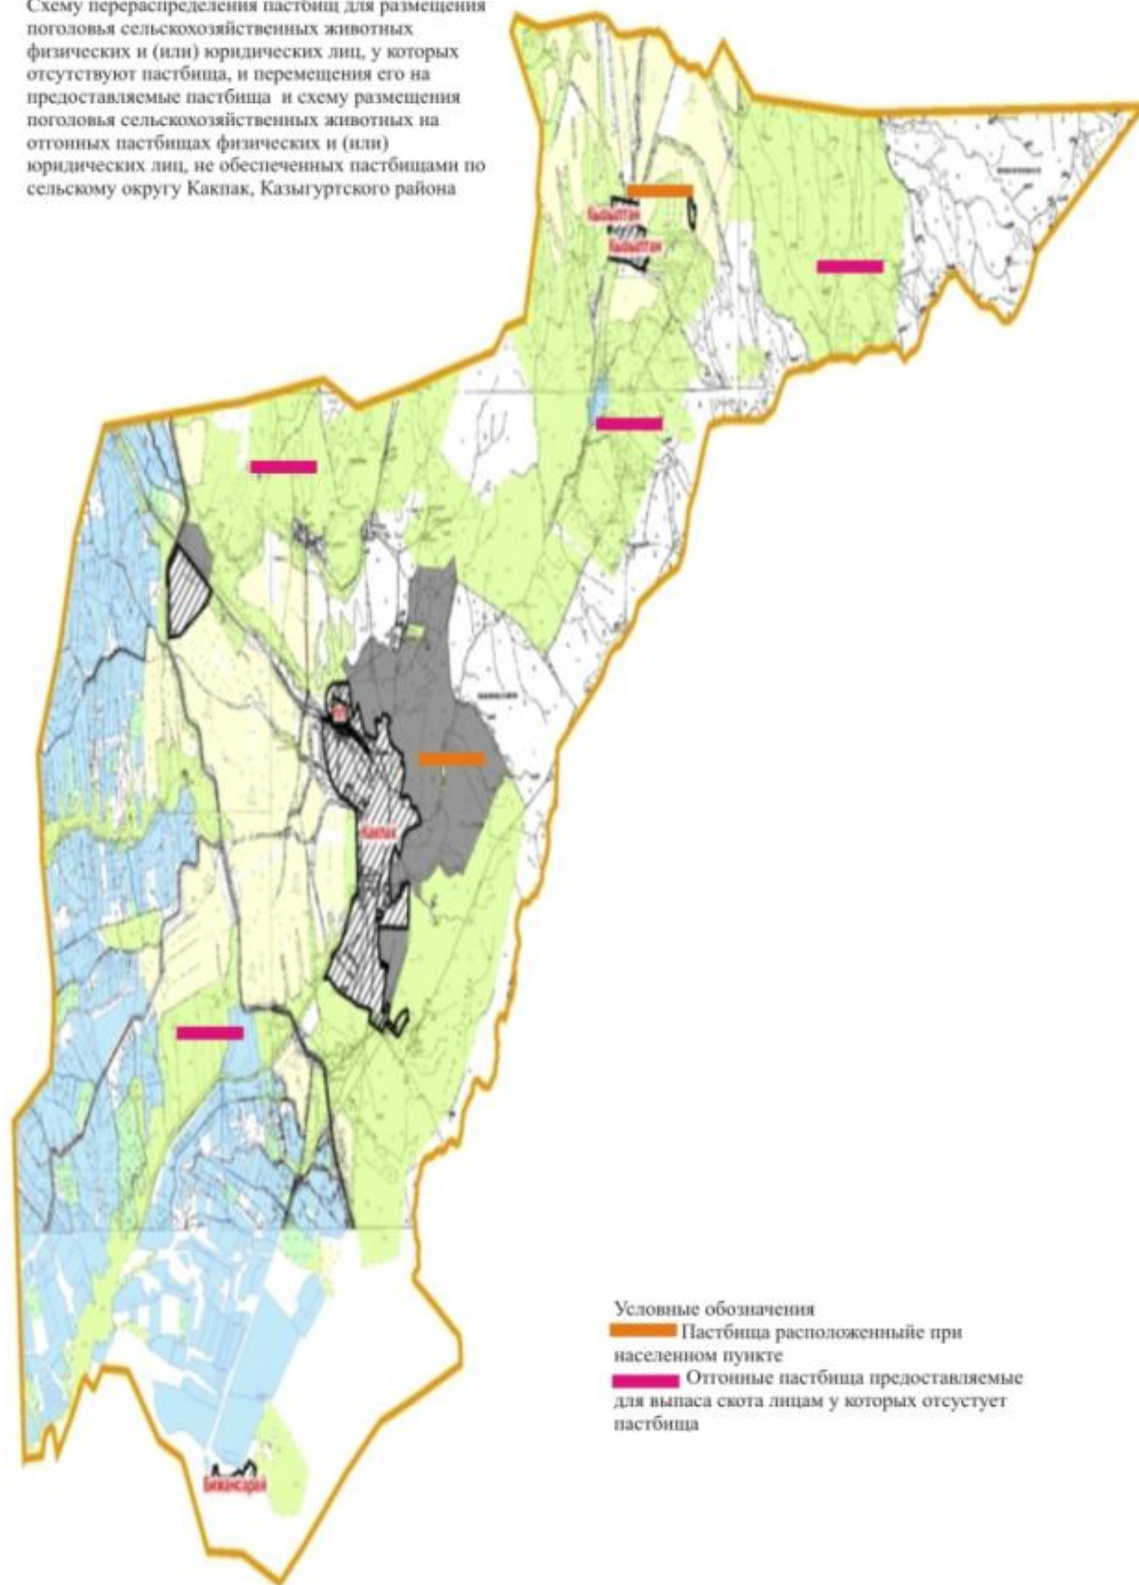 Схему перераспределения пастбищ для размещения
поголовья сельскохозяйственных животных
физических и (или) юридических лиц, у которых
отсутствуют пастбища, и перемещения его на
предоставляемые пастбища и схему размещения
поголовья сельскохозяйственных животных на
отгонных пастбищах физических и (или)
юридических лиц, не обеспеченных пастбищами по
сельскому округу Какпак, Казыгуртского района
Кызылтан
Кызылтан
Какпак
Бижансарай
Условные обозначения
Пастбища расположенныйе при
населенном пункте
Отгонные пастбища предоставляемые
для выпаса скота лицам у которых отсустует
пастбища